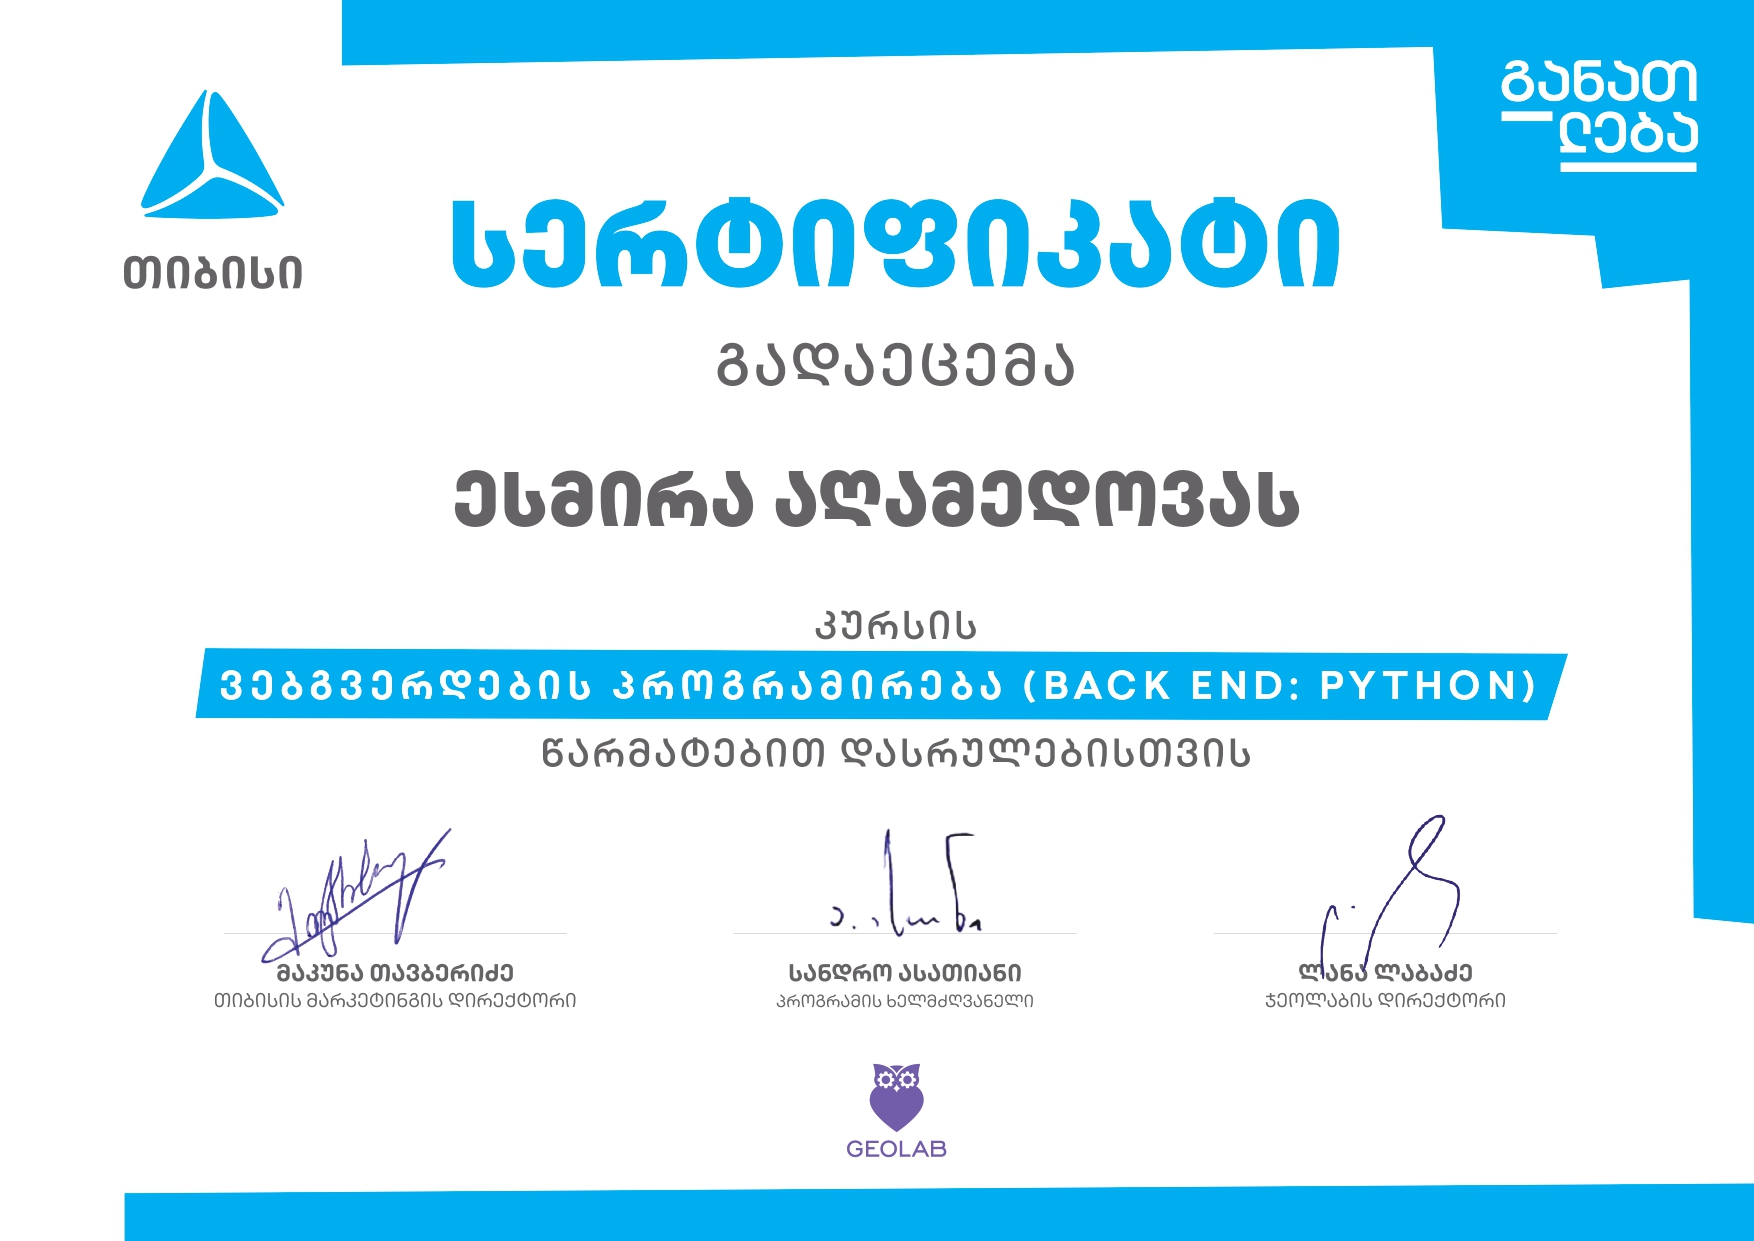 განათ
ლება
თიბისი
სერტიფიკატი
გადაეცემა
ესმირა აღამედოვას
კურსის
ვებგვერდების პროგრამირება (BACK END: PYTHON)
წარმატებით დასრულებისთვის
მაკუნა თავბერიძე
თიბისის მარკეტინგის დირექტორი
სანდრო ასათიანი
პროგრამის ხელმძღვანელი
ლანა ლაბაძე
ჯეოლაბის დირექტორი
GEOLAB